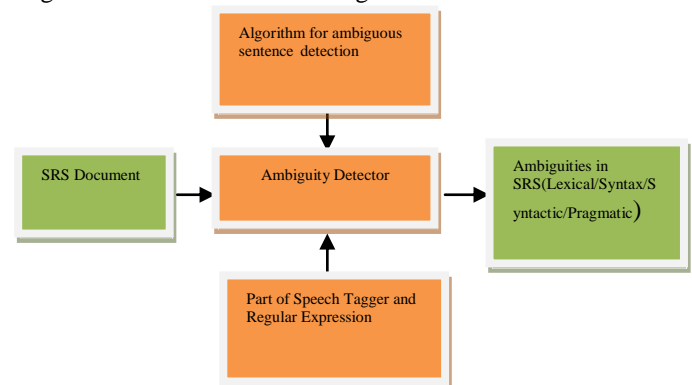 Algorithm for ambiguous
sentence detection
SRS Document
Ambiguity Detector
Ambiguities in
SRS(Lexical/Syntax/S
yntactic/Pragmatic)
Part of Speech Tagger and
Regular Expression